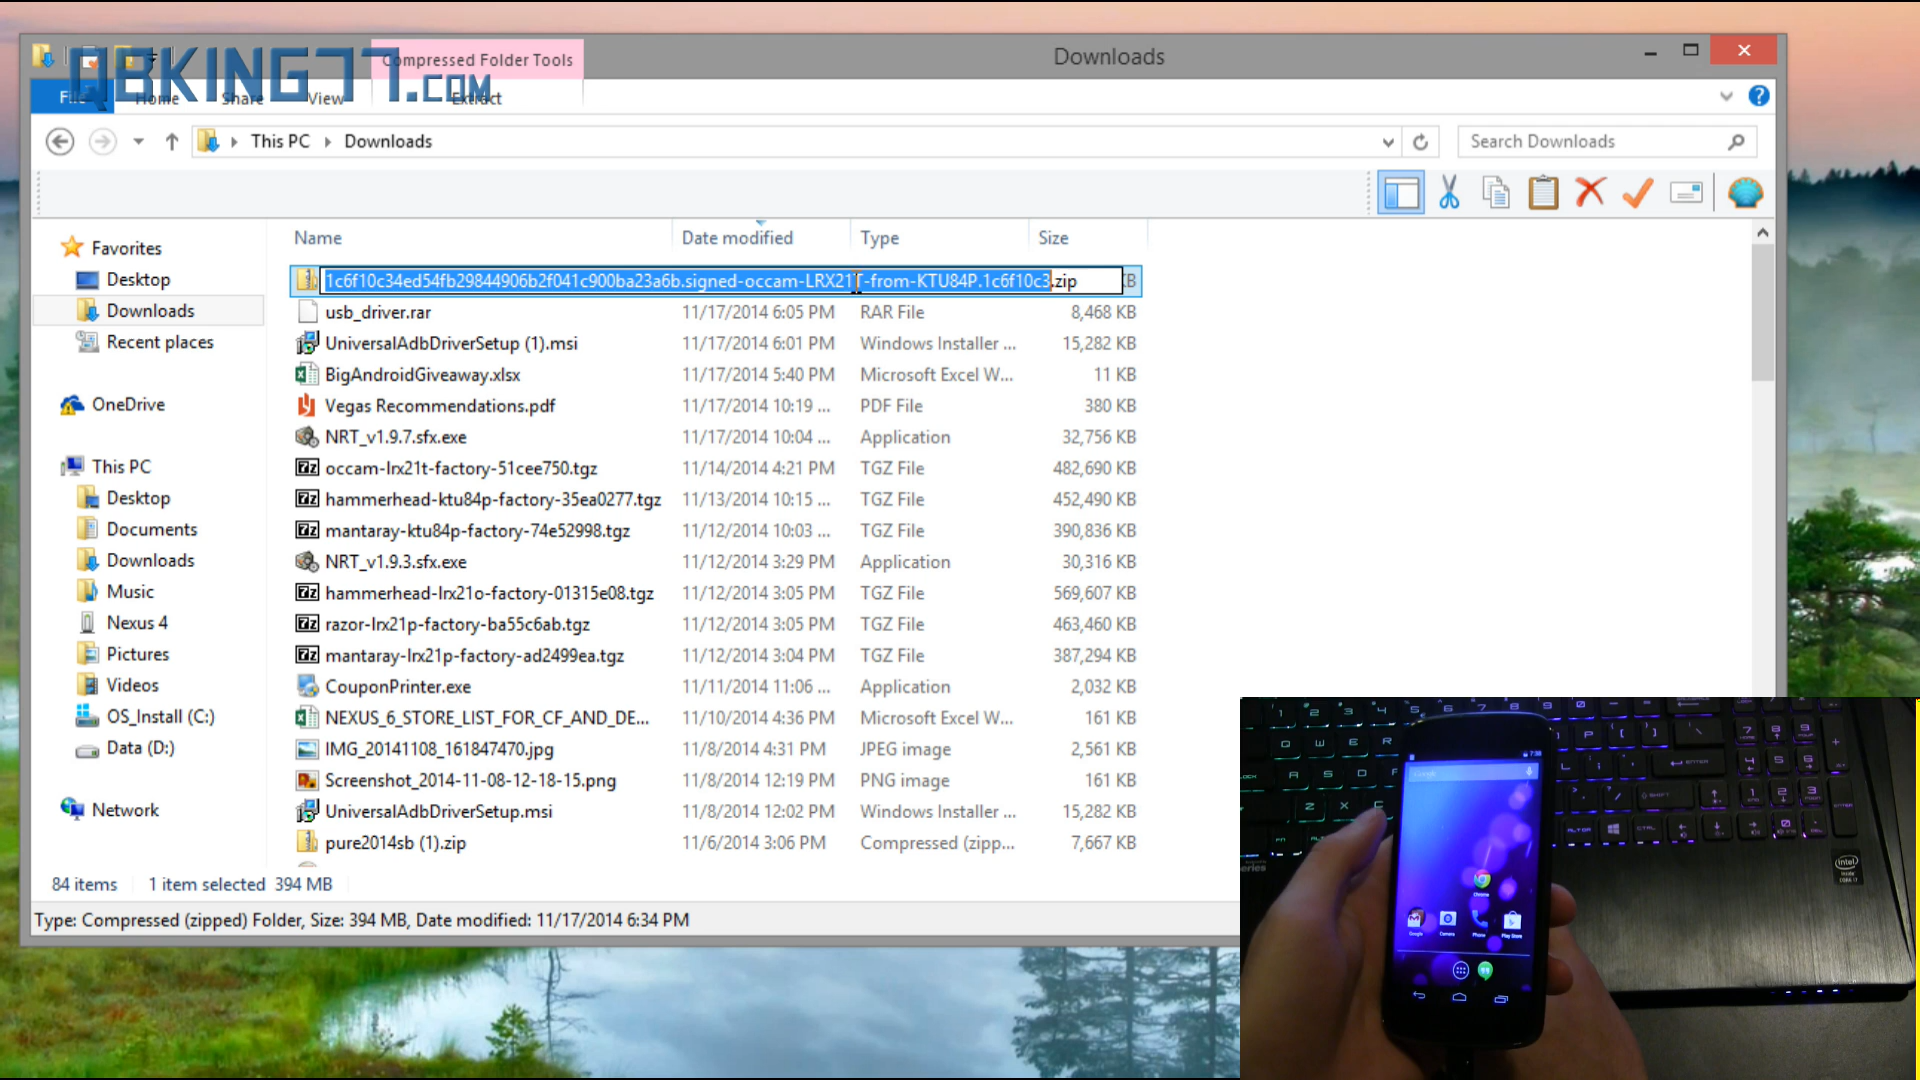 QBKING77.COM
Compressed Folder Tools
Downloads
File Home Share View Extract
This PC Downloads
Search Downloads
Name Date modified Type Size
1c6f10c34ed54fb29844906b2f041c900ba23a6b.signed-occam-LRX21T-from-KTU84P.1c6f10c3.zip KB
usb_driver.rar 11/17/2014 6:05 PM RAR File 8,468 KB
UniversalAdbDriverSetup (1).msi 11/17/2014 6:01 PM Windows Installer ... 15,282 KB
BigAndroidGiveaway.xlsx 11/17/2014 5:40 PM Microsoft Excel W... 11 KB
Vegas Recommendations.pdf 11/17/2014 10:19 ... PDF File 380 KB
NRT_v1.9.7.sfx.exe 11/17/2014 10:04 ... Application 32,756 KB
occam-lrx21t-factory-51cee750.tgz 11/14/2014 4:21 PM TGZ File 482,690 KB
hammerhead-ktu84p-factory-35ea0277.tgz 11/13/2014 10:15 ... TGZ File 452,490 KB
mantaray-ktu84p-factory-74e52998.tgz 11/12/2014 10:03 ... TGZ File 390,836 KB
NRT_v1.9.3.sfx.exe 11/12/2014 3:29 PM Application 30,316 KB
hammerhead-lrx21o-factory-01315e08.tgz 11/12/2014 3:05 PM TGZ File 569,607 KB
razor-lrx21p-factory-ba55c6ab.tgz 11/12/2014 3:05 PM TGZ File 463,460 KB
mantaray-lrx21p-factory-ad2499ea.tgz 11/12/2014 3:04 PM TGZ File 387,294 KB
CouponPrinter.exe 11/11/2014 11:06 ... Application 2,032 KB
NEXUS_6_STORE_LIST_FOR_CF_AND_DE... 11/10/2014 4:36 PM Microsoft Excel W... 161 KB
IMG_20141108_161847470.jpg 11/8/2014 4:31 PM JPEG image 2,561 KB
Screenshot_2014-11-08-12-18-15.png 11/8/2014 12:19 PM PNG image 161 KB
UniversalAdbDriverSetup.msi 11/8/2014 12:02 PM Windows Installer ... 15,282 KB
pure2014sb (1).zip 11/6/2014 3:06 PM Compressed (zipp... 7,667 KB
Favorites
Desktop
Downloads
Recent places
OneDrive
This PC
Desktop
Documents
Downloads
Music
Nexus 4
Pictures
Videos
OS_Install (C:)
Data (D:)
Network
84 items 1 item selected 394 MB
Type: Compressed (zipped) Folder, Size: 394 MB, Date modified: 11/17/2014 6:34 PM